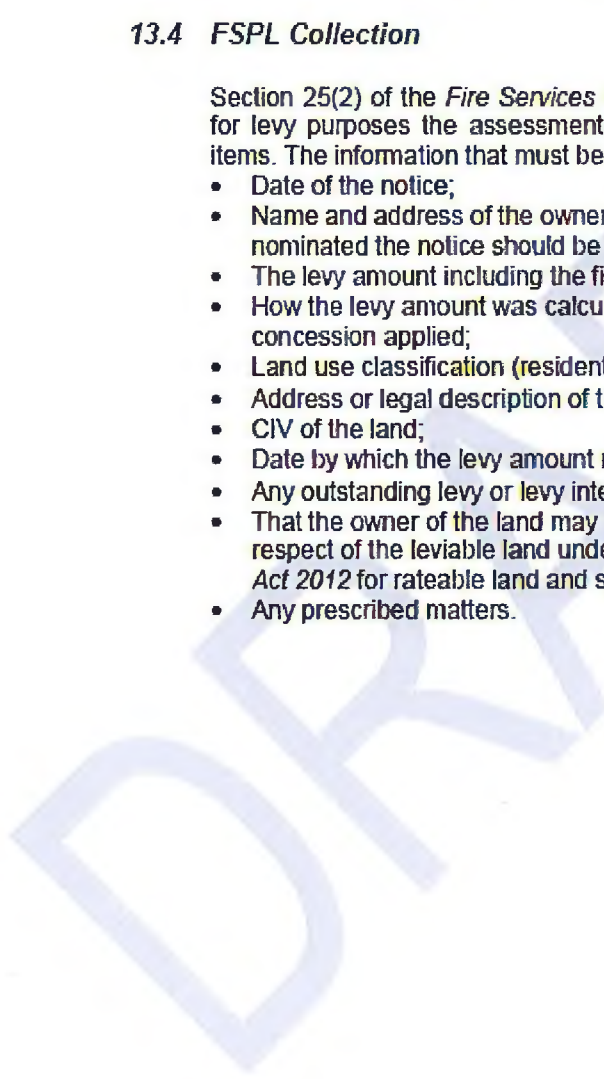 13.4 FSPL Collection
Section 25(2) of the Fire Services
for levy purposes the assessment
items. The information that must be
• Date of the notice;
• Name and address of the owner
nominated the notice should be
• The levy amount including the fi
• How the levy amount was calcu
concession applied;
• Land use classification (resident
• Address or legal description of t
• CIV of the land;
• Date by which the levy amount
• Any outstanding levy or levy inte
• That the owner of the land may
respect of the leviable land unde
Act 2012 for rateable land and s
• Any prescribed matters.
DRA